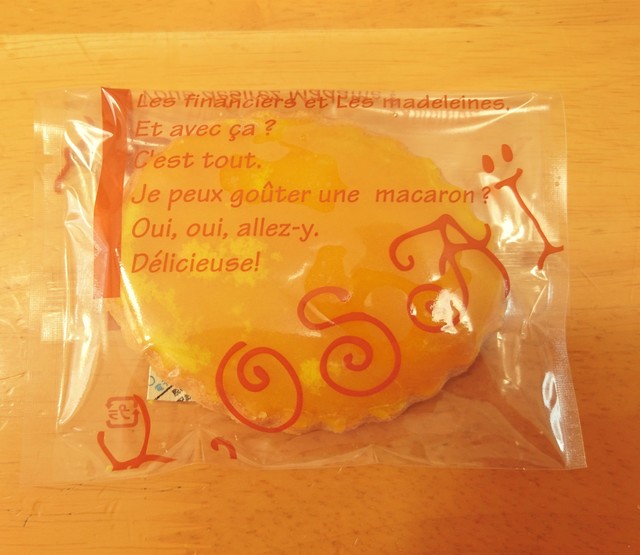 Les financiers et Les madeleines.
Et avec ça ?
C'est tout.
Je peux goûter une macaron ?
Oui, oui, allez-y.
Délicieuse!